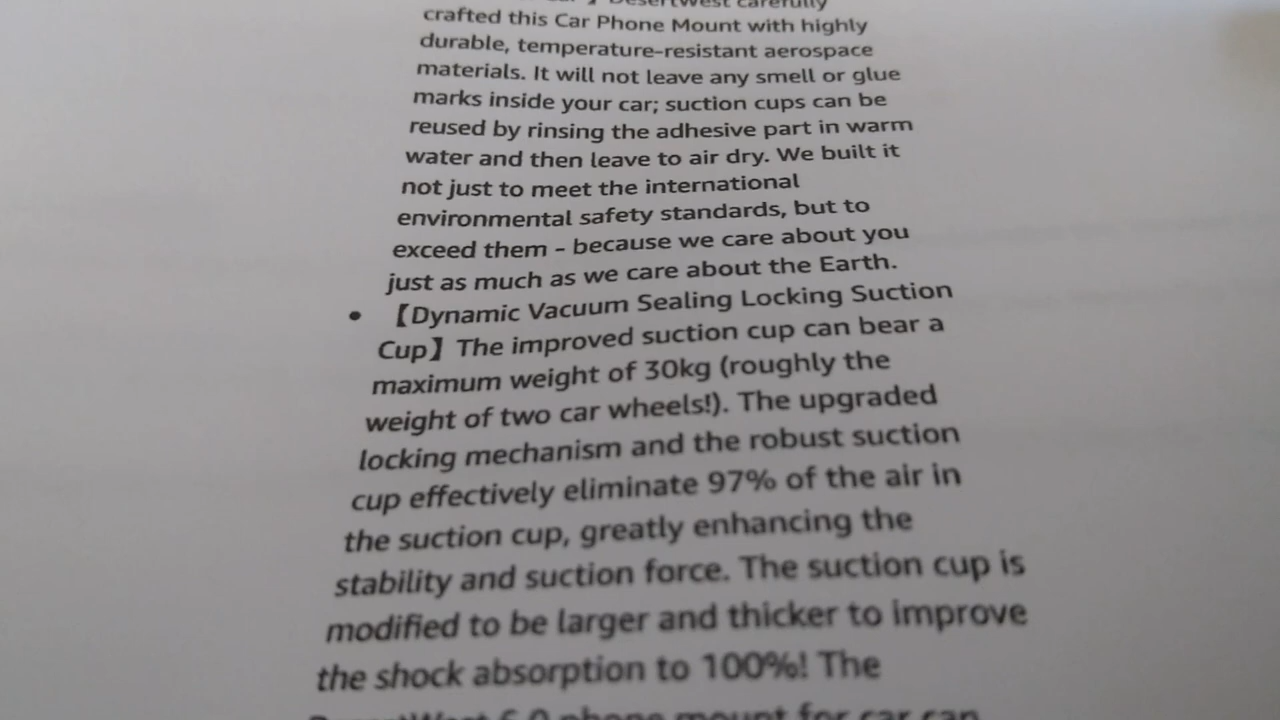 DesertWest carefully
crafted this Car Phone Mount with highly
durable, temperature-resistant aerospace
materials. It will not leave any smell or glue
marks inside your car; suction cups can be
reused by rinsing the adhesive part in warm
water and then leave to air dry. We built it
not just to meet the international
environmental safety standards, but to
exceed them - because we care about you
just as much as we care about the Earth.
• 【Dynamic Vacuum Sealing Locking Suction
Cup】The improved suction cup can bear a
maximum weight of 30kg (roughly the
weight of two car wheels!). The upgraded
locking mechanism and the robust suction
cup effectively eliminate 97% of the air in
the suction cup, greatly enhancing the
stability and suction force. The suction cup is
modified to be larger and thicker to improve
the shock absorption to 100%! The
phone mount for car can